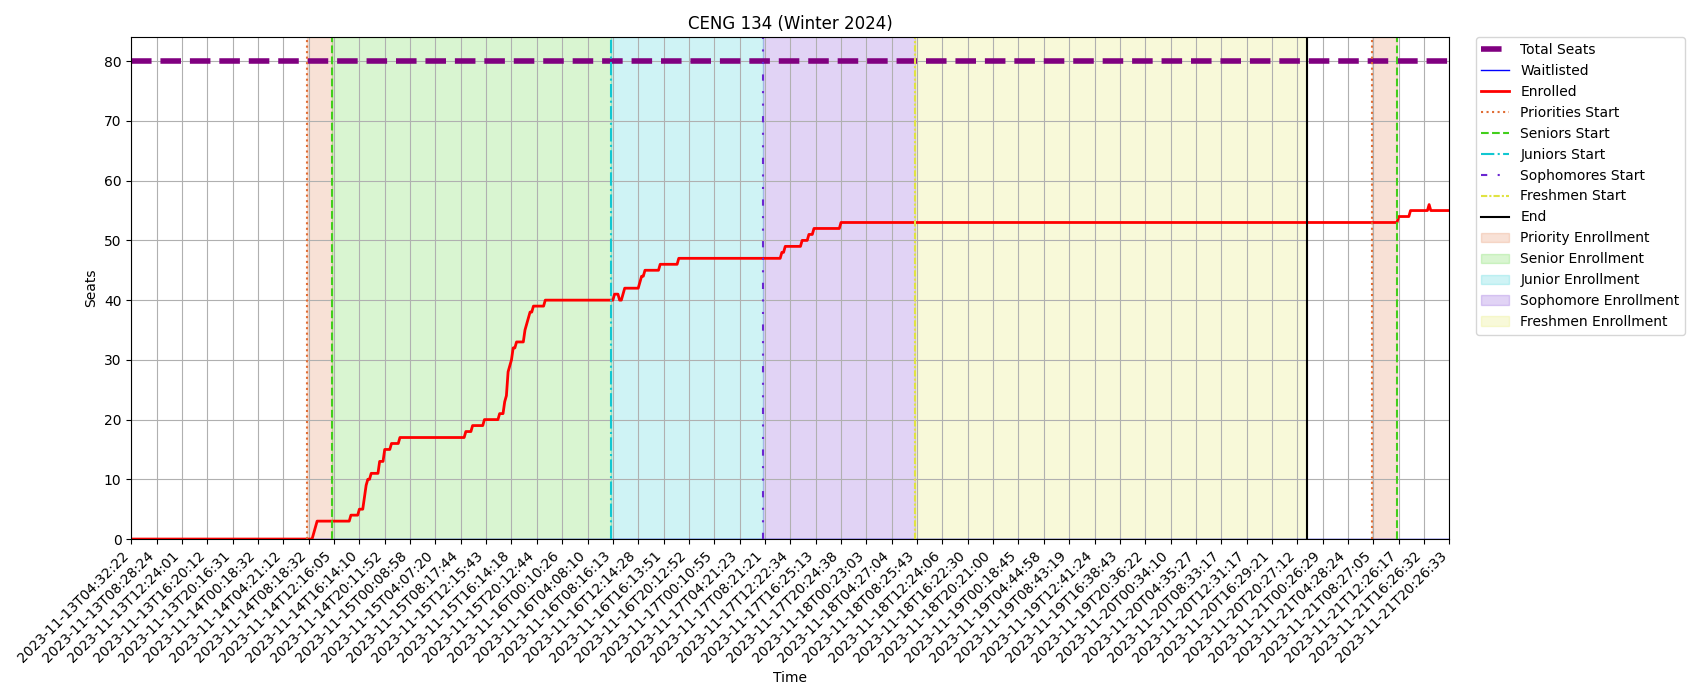 CENG 134 (Winter 2024)
80
70
60
50
40
30
20
10
0
Seats
2023-11-13T04:32:22
2023-11-13T08:28:24
2023-11-13T12:24:01
2023-11-13T16:20:12
2023-11-13T20:16:31
2023-11-14T00:18:32
2023-11-14T04:21:12
2023-11-14T08:18:32
2023-11-14T12:16:05
2023-11-14T16:14:10
2023-11-14T20:11:52
2023-11-15T00:08:58
2023-11-15T04:07:20
2023-11-15T08:17:44
2023-11-15T12:15:43
2023-11-15T16:14:18
2023-11-15T20:12:44
2023-11-16T00:10:26
2023-11-16T04:08:10
2023-11-16T08:16:13
2023-11-16T12:14:28
2023-11-16T16:13:51
2023-11-16T20:12:52
2023-11-17T00:10:55
2023-11-17T04:21:23
2023-11-17T08:21:21
2023-11-17T12:22:34
2023-11-17T16:25:13
2023-11-17T20:24:38
2023-11-18T00:23:03
2023-11-18T04:27:04
2023-11-18T08:25:43
2023-11-18T12:24:06
2023-11-18T16:22:30
2023-11-18T20:21:00
2023-11-19T00:18:45
2023-11-19T04:44:58
2023-11-19T08:43:19
2023-11-19T12:41:24
2023-11-19T16:38:43
2023-11-19T20:36:22
2023-11-20T00:34:10
2023-11-20T04:35:27
2023-11-20T08:33:17
2023-11-20T12:31:17
2023-11-20T16:29:21
2023-11-20T20:27:12
2023-11-21T00:26:29
2023-11-21T04:28:24
2023-11-21T08:27:05
2023-11-21T12:26:17
2023-11-21T16:26:32
2023-11-21T20:26:33
Time
Total Seats
Waitlisted
Enrolled
Priorities Start
Seniors Start
Juniors Start
Sophomores Start
Freshmen Start
End
Priority Enrollment
Senior Enrollment
Junior Enrollment
Sophomore Enrollment
Freshmen Enrollment